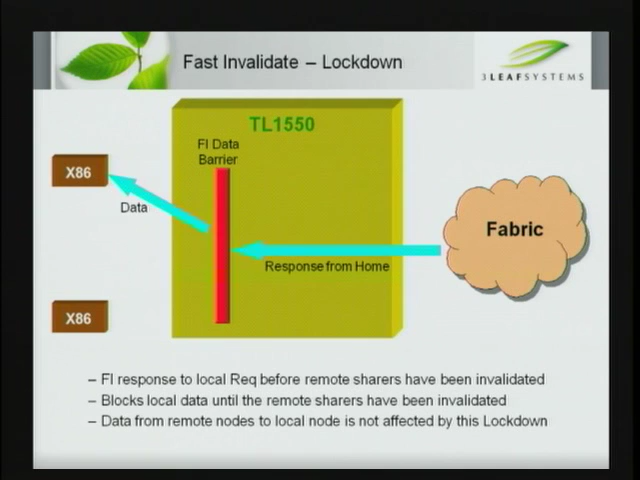 Fast Invalidate – Lockdown
3LEAFSYSTEMS
TL1550
FI Data
Barrier
X86
Data
Fabric
Response from Home
X86
– FI response to local Req before remote sharers have been invalidated
– Blocks local data until the remote sharers have been invalidated
– Data from remote nodes to local node is not affected by this Lockdown